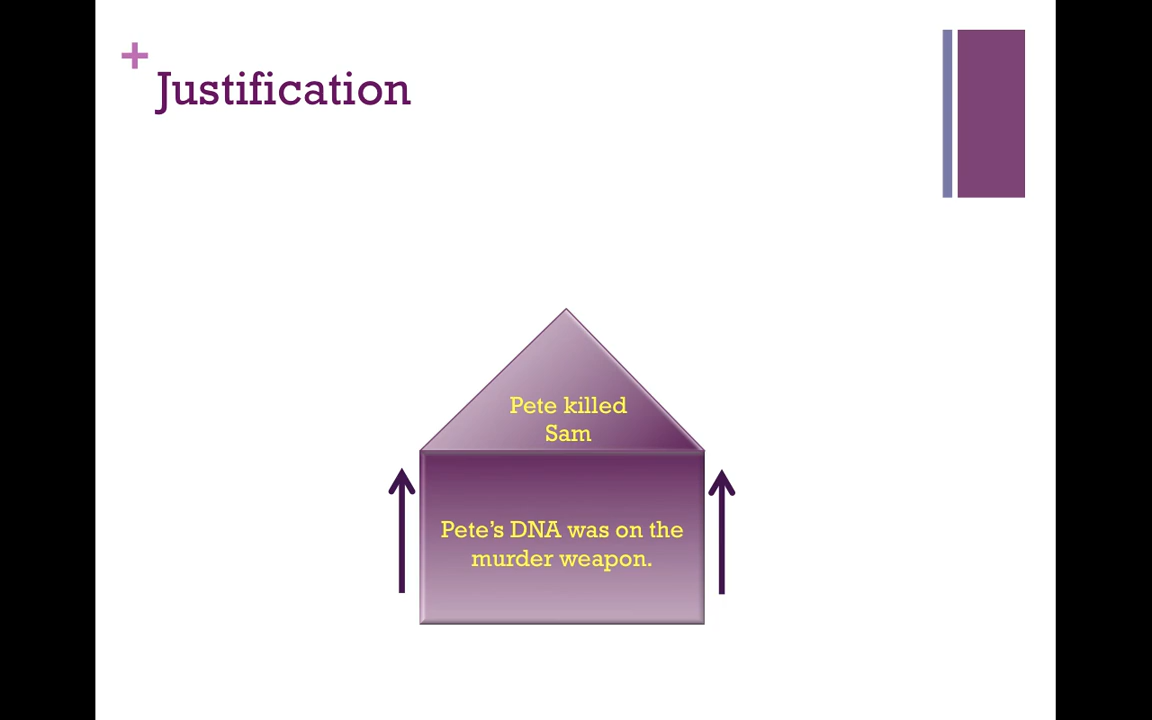 +
Justification
Pete killed
Sam
Pete’s DNA was on the
murder weapon.